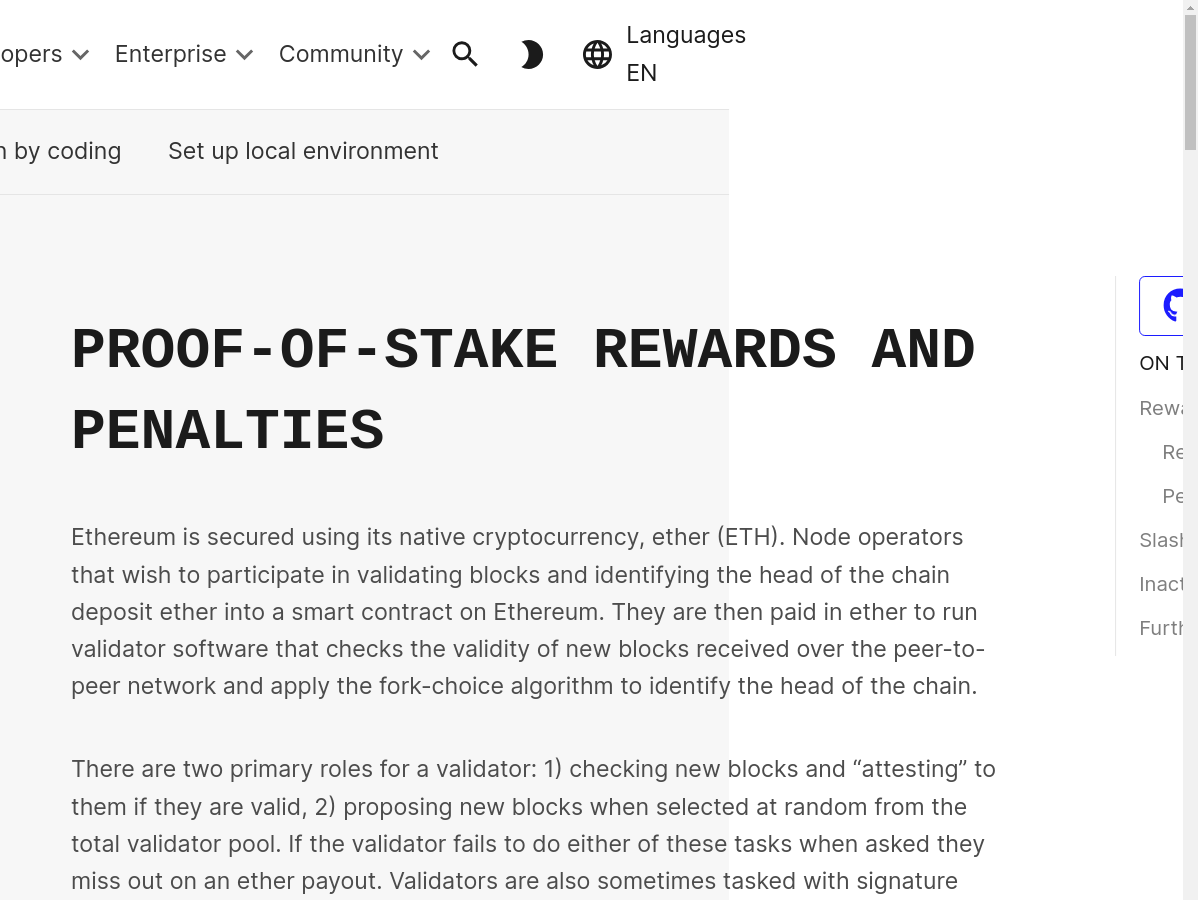 opers
Enterprise
Community
Languages
EN
by coding
Set up local environment
PROOF-OF-STAKE REWARDS AND
PENALTIES
Ethereum is secured using its native cryptocurrency, ether (ETH). Node operators
that wish to participate in validating blocks and identifying the head of the chain
deposit ether into a smart contract on Ethereum. They are then paid in ether to run
validator software that checks the validity of new blocks received over the peer-to-
peer network and apply the fork-choice algorithm to identify the head of the chain.
There are two primary roles for a validator: 1) checking new blocks and “attesting” to
them if they are valid, 2) proposing new blocks when selected at random from the
total validator pool. If the validator fails to do either of these tasks when asked they
miss out on an ether payout. Validators are also sometimes tasked with signature
ON T
Rewa
Re
Pe
Slash
Inact
Furth